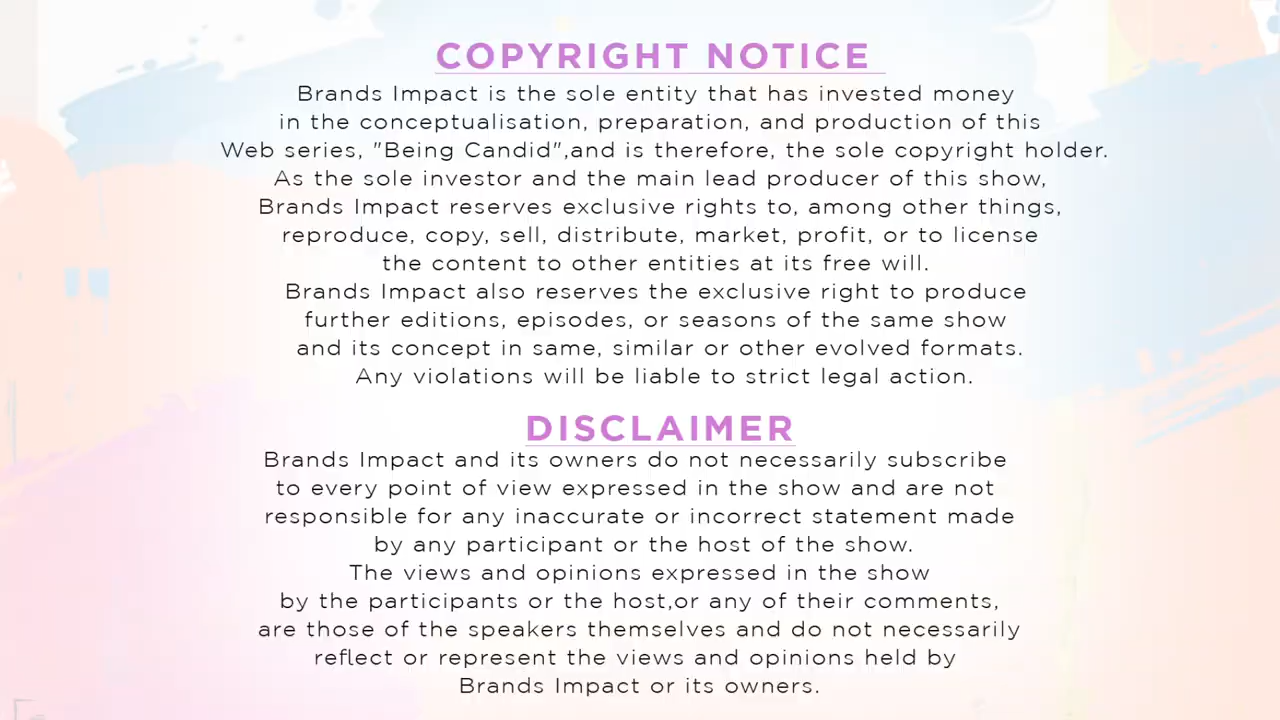 COPYRIGHT NOTICE
Brands Impact is the sole entity that has invested money
in the conceptualisation, preparation, and production of this
Web series, "Being Candid",and is therefore, the sole copyright holder.
As the sole investor and the main lead producer of this show,
Brands Impact reserves exclusive rights to, among other things,
reproduce, copy, sell, distribute, market, profit, or to license
the content to other entities at its free will.
Brands Impact also reserves the exclusive right to produce
further editions, episodes, or seasons of the same show
and its concept in same, similar or other evolved formats.
Any violations will be liable to strict legal action.
DISCLAIMER
Brands Impact and its owners do not necessarily subscribe
to every point of view expressed in the show and are not
responsible for any inaccurate or incorrect statement made
by any participant or the host of the show.
The views and opinions expressed in the show
by the participants or the host,or any of their comments,
are those of the speakers themselves and do not necessarily
reflect or represent the views and opinions held by
Brands Impact or its owners.